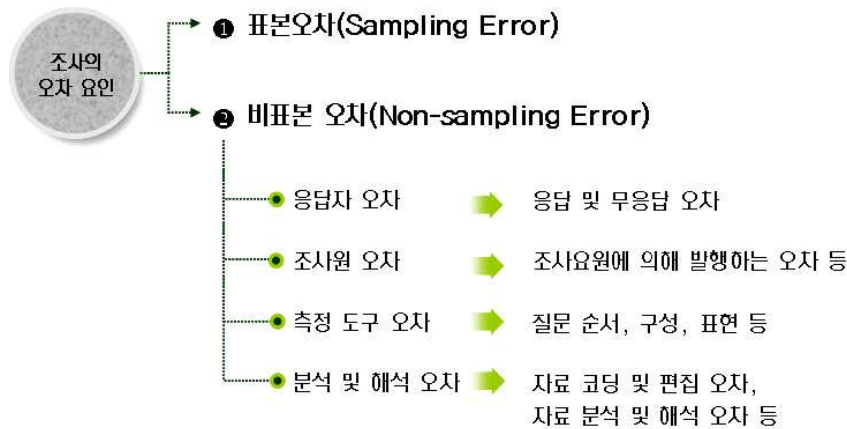 조사의
오차 요인
❶ 표본오차(Sampling Error)
❷ 비표본 오차(Non-sampling Error)
응답자 오차 응답 및 무응답 오차
조사원 오차 조사요원에 의해 발행하는 오차 등
측정 도구 오차 질문 순서, 구성, 표현 등
분석 및 해석 오차 자료 코딩 및 편집 오차,
자료 분석 및 해석 오차 등